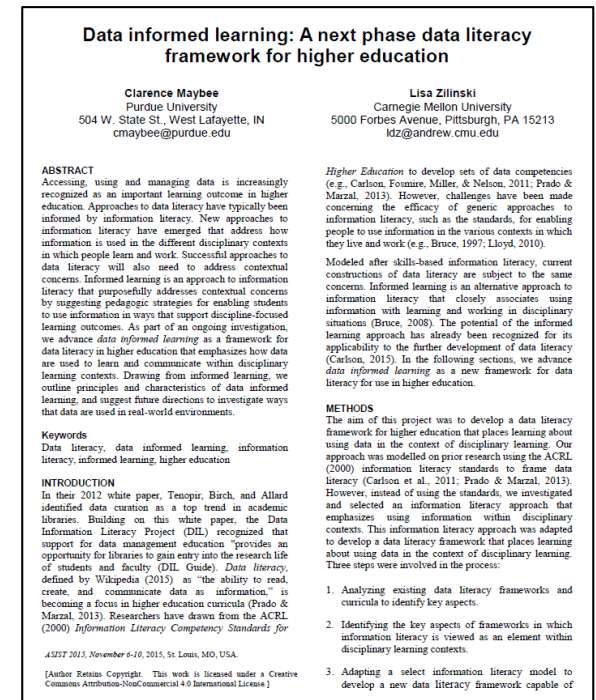 Data informed learning: A next phase data literacy
framework for higher education
Clarence Maybee
Purdue University
504 W. State St., West Lafayette, IN
cmaybee@purdue.edu
Lisa Zilinski
Carnegie Mellon University
5000 Forbes Avenue, Pittsburgh, PA 15213
ldz@andrew.cmu.edu
ABSTRACT
Accessing, using and managing data is increasingly
recognized as an important learning outcome in higher
education. Approaches to data literacy have typically been
informed by information literacy. New approaches to
information literacy have emerged that address how
information is used in the different disciplinary contexts
in which people learn and work. Successful approaches to
data literacy will also need to address contextual
concerns. Informed learning is an approach to information
literacy that purposefully addresses contextual concerns
by suggesting pedagogic strategies for enabling students
to use information in ways that support discipline-focused
learning outcomes. As part of an ongoing investigation,
we advance data informed learning as a framework for
data literacy in higher education that emphasizes how data
are used to learn and communicate within disciplinary
learning contexts. Drawing from informed learning, we
outline principles and characteristics of data informed
learning, and suggest future directions to investigate ways
that data are used in real-world environments.
Keywords
Data literacy, data informed learning, information
literacy, informed learning, higher education
INTRODUCTION
In their 2012 white paper, Tenopir, Birch, and Allard
identified data curation as a top trend in academic
libraries. Building on this white paper, the Data
Information Literacy Project (DIL) recognized that
support for data management education "provides an
opportunity for libraries to gain entry into the research life
of students and faculty (DIL Guide). Data literacy,
defined by Wikipedia (2015) as “the ability to read,
create, and communicate data as information,” is
becoming a focus in higher education curricula (Prado &
Marzal, 2013). Researchers have drawn from the ACRL
(2000) Information Literacy Competency Standards for
ASIST 2015, November 6-10, 2015, St. Louis, MO, USA.
[Author Retains Copyright. This work is licensed under a Creative
Commons Attribution-NonCommercial 4.0 International License.]
Higher Education to develop sets of data competencies
(e.g., Carlson, Fosmire, Miller, & Nelson, 2011; Prado &
Marzal, 2013). However, challenges have been made
concerning the efficacy of generic approaches to
information literacy, such as the standards, for enabling
people to use information in the various contexts in which
they live and work (e.g., Bruce, 1997; Lloyd, 2010).
Modeled after skills-based information literacy, current
constructions of data literacy are subject to the same
concerns. Informed learning is an alternative approach to
information literacy that closely associates using
information with learning and working in disciplinary
situations (Bruce, 2008). The potential of the informed
learning approach has already been recognized for its
applicability to the further development of data literacy
(Carlson, 2015). In the following sections, we advance
data informed learning as a new framework for data
literacy for use in higher education.
METHODS
The aim of this project was to develop a data literacy
framework for higher education that places learning about
using data in the context of disciplinary learning. Our
approach was modelled on prior research using the ACRL
(2000) information literacy standards to frame data
literacy (Carlson et al., 2011; Prado & Marzal, 2013).
However, instead of using the standards, we investigated
and selected an information literacy approach that
emphasizes using information within disciplinary
contexts. This information literacy approach was adapted
to develop a data literacy framework that places learning
about using data in the context of disciplinary learning.
Three steps were involved in the process:
1. Analyzing existing data literacy frameworks and
curricula to identify key aspects.
2. Identifying the key aspects of frameworks in which
information literacy is viewed as an element within
disciplinary learning contexts.
3. Adapting a select information literacy model to
develop a new data literacy framework capable of